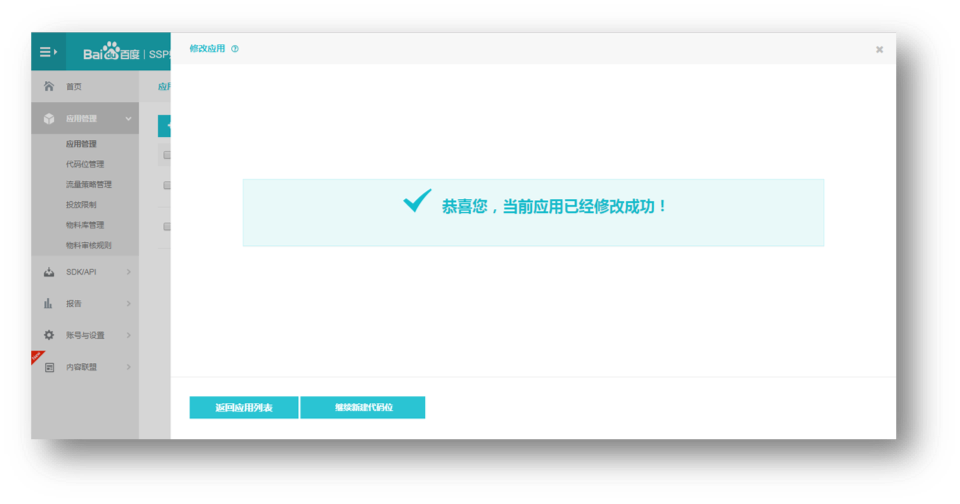 Bai百度 | SSP
修改应用
首页
应
应用管理
应用管理
代码位管理
流量策略管理
投放限制
物料库管理
物料审核规则
SDK/API
报告
账号与设置
内容联盟
恭喜您，当前应用已经修改成功！
返回应用列表
继续新建代码位